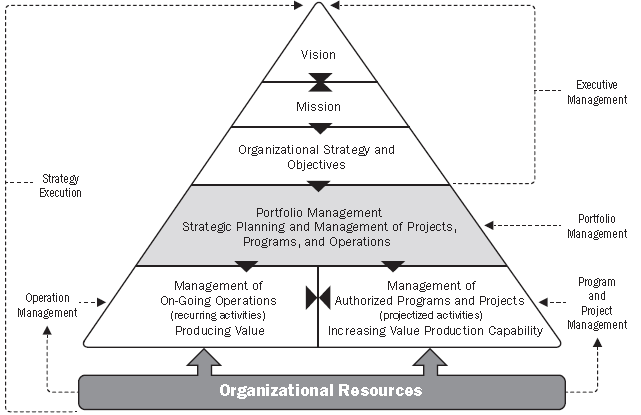 Vision
Mission
Organizational Strategy and
Objectives
Portfolio Management
Strategic Planning and Management of Projects,
Programs, and Operations
Management of
On-Going Operations
(recurring activities)
Producing Value
Management of
Authorized Programs and Projects
(projectized activities)
Increasing Value Production Capability
Organizational Resources
Strategy
Execution
Operation
Management
Executive
Management
Portfolio
Management
Program
and
Project
Management